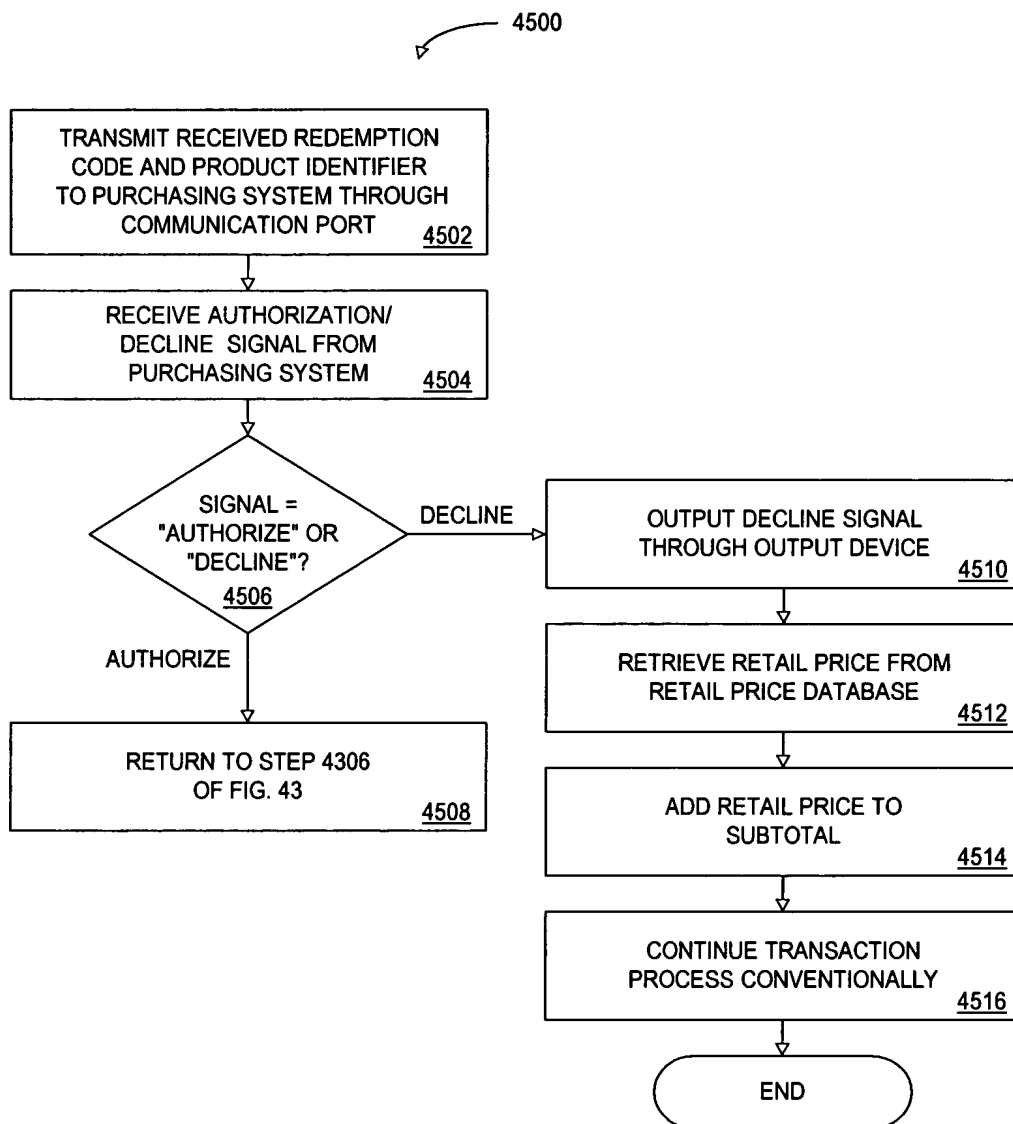 4500
TRANSMIT RECEIVED REDEMPTION
CODE AND PRODUCT IDENTIFIER
TO PURCHASING SYSTEM THROUGH
COMMUNICATION PORT
4502
RECEIVE AUTHORIZATION/
DECLINE SIGNAL FROM
PURCHASING SYSTEM
4504
SIGNAL =
"AUTHORIZE" OR
"DECLINE"?
4506
DECLINE
AUTHORIZE
RETURN TO STEP 4306
OF FIG. 43
4508
OUTPUT DECLINE SIGNAL
THROUGH OUTPUT DEVICE
4510
RETRIEVE RETAIL PRICE FROM
RETAIL PRICE DATABASE
4512
ADD RETAIL PRICE TO
SUBTOTAL
4514
CONTINUE TRANSACTION
PROCESS CONVENTIONALLY
4516
END